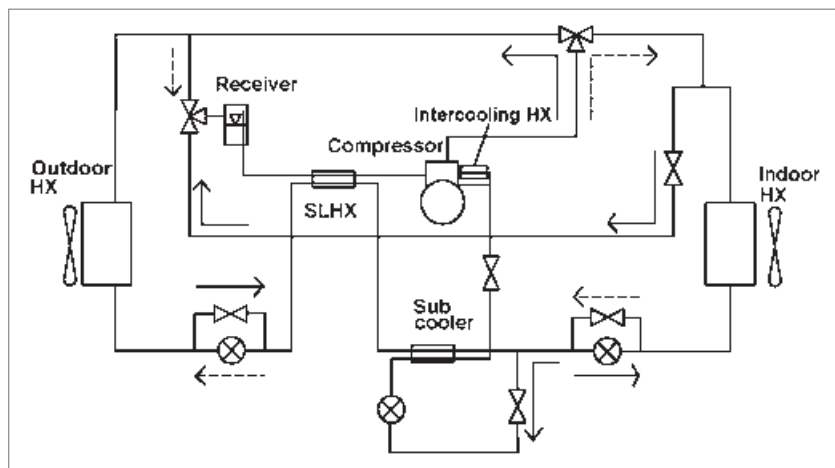 Receiver
Intercooling HX
Compressor
Outdoor
HX
Indoor
HX
SLHX
Sub
cooler